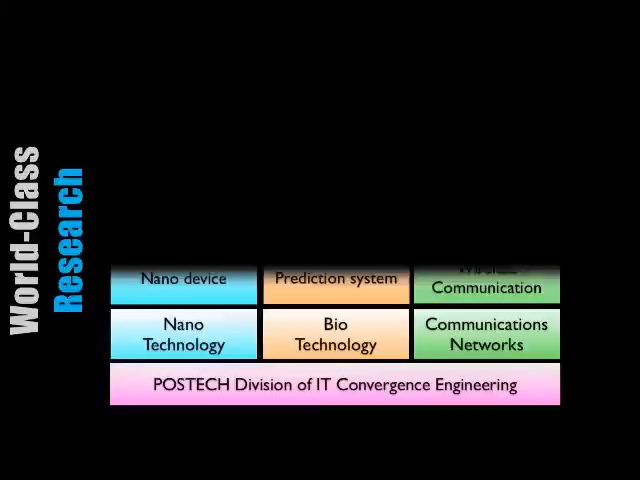 World-Class
Research
Nano device
Prediction system
Communication
Nano
Technology
Bio
Technology
Communications
Networks
POSTECH Division of IT Convergence Engineering